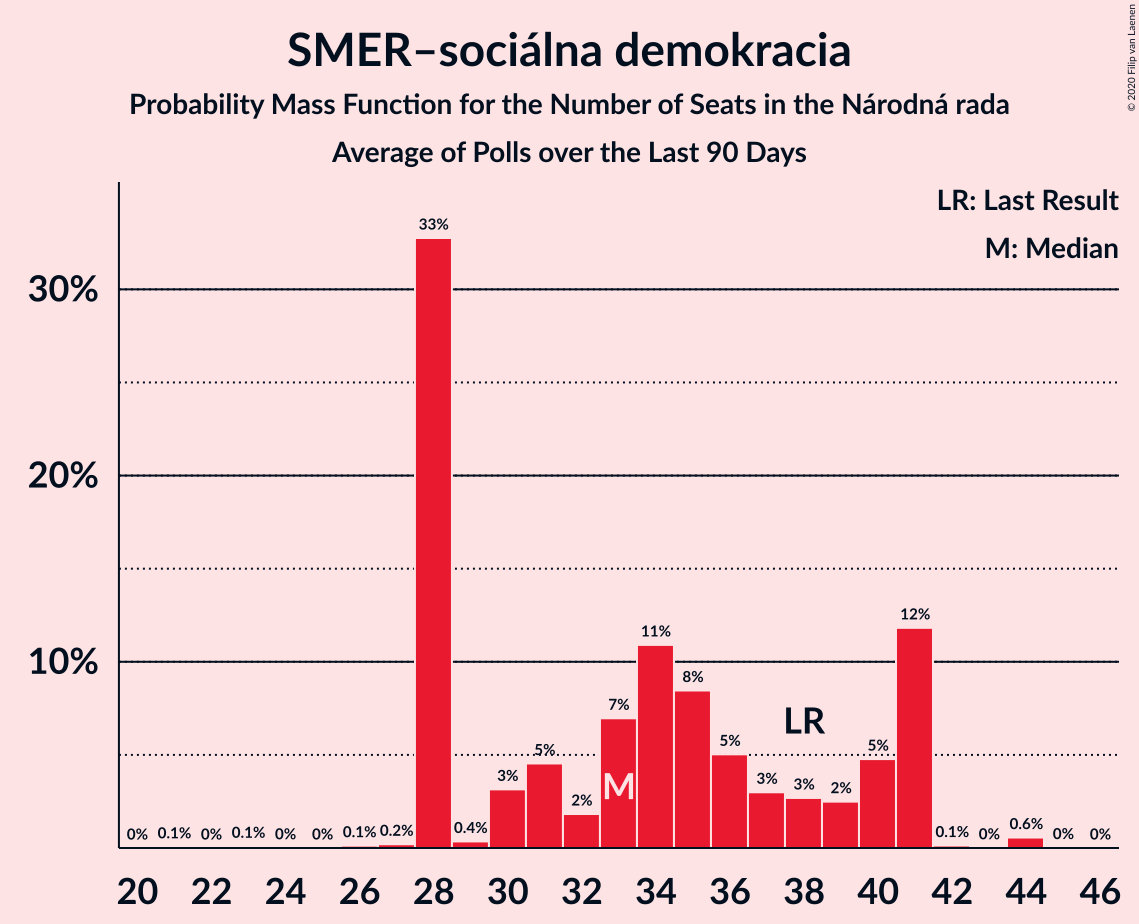 SMER–sociálna demokracia
Probability Mass Function for the Number of Seats in the Národná rada
Average of Polls over the Last 90 Days
© 2020 Filip van Laenen
LR: Last Result
M: Median
30%
20%
10%
0% 0.1% 0% 0.1% 0% 0% 0.1% 0.2% 33% 0.4% 3% 5% 2% 7% 11% 8% 5% 3% 3% 2% 5% 12% 0.1% 0% 0.6% 0% 0%
LR
M
20 22 24 26 28 30 32 34 36 38 40 42 44 46